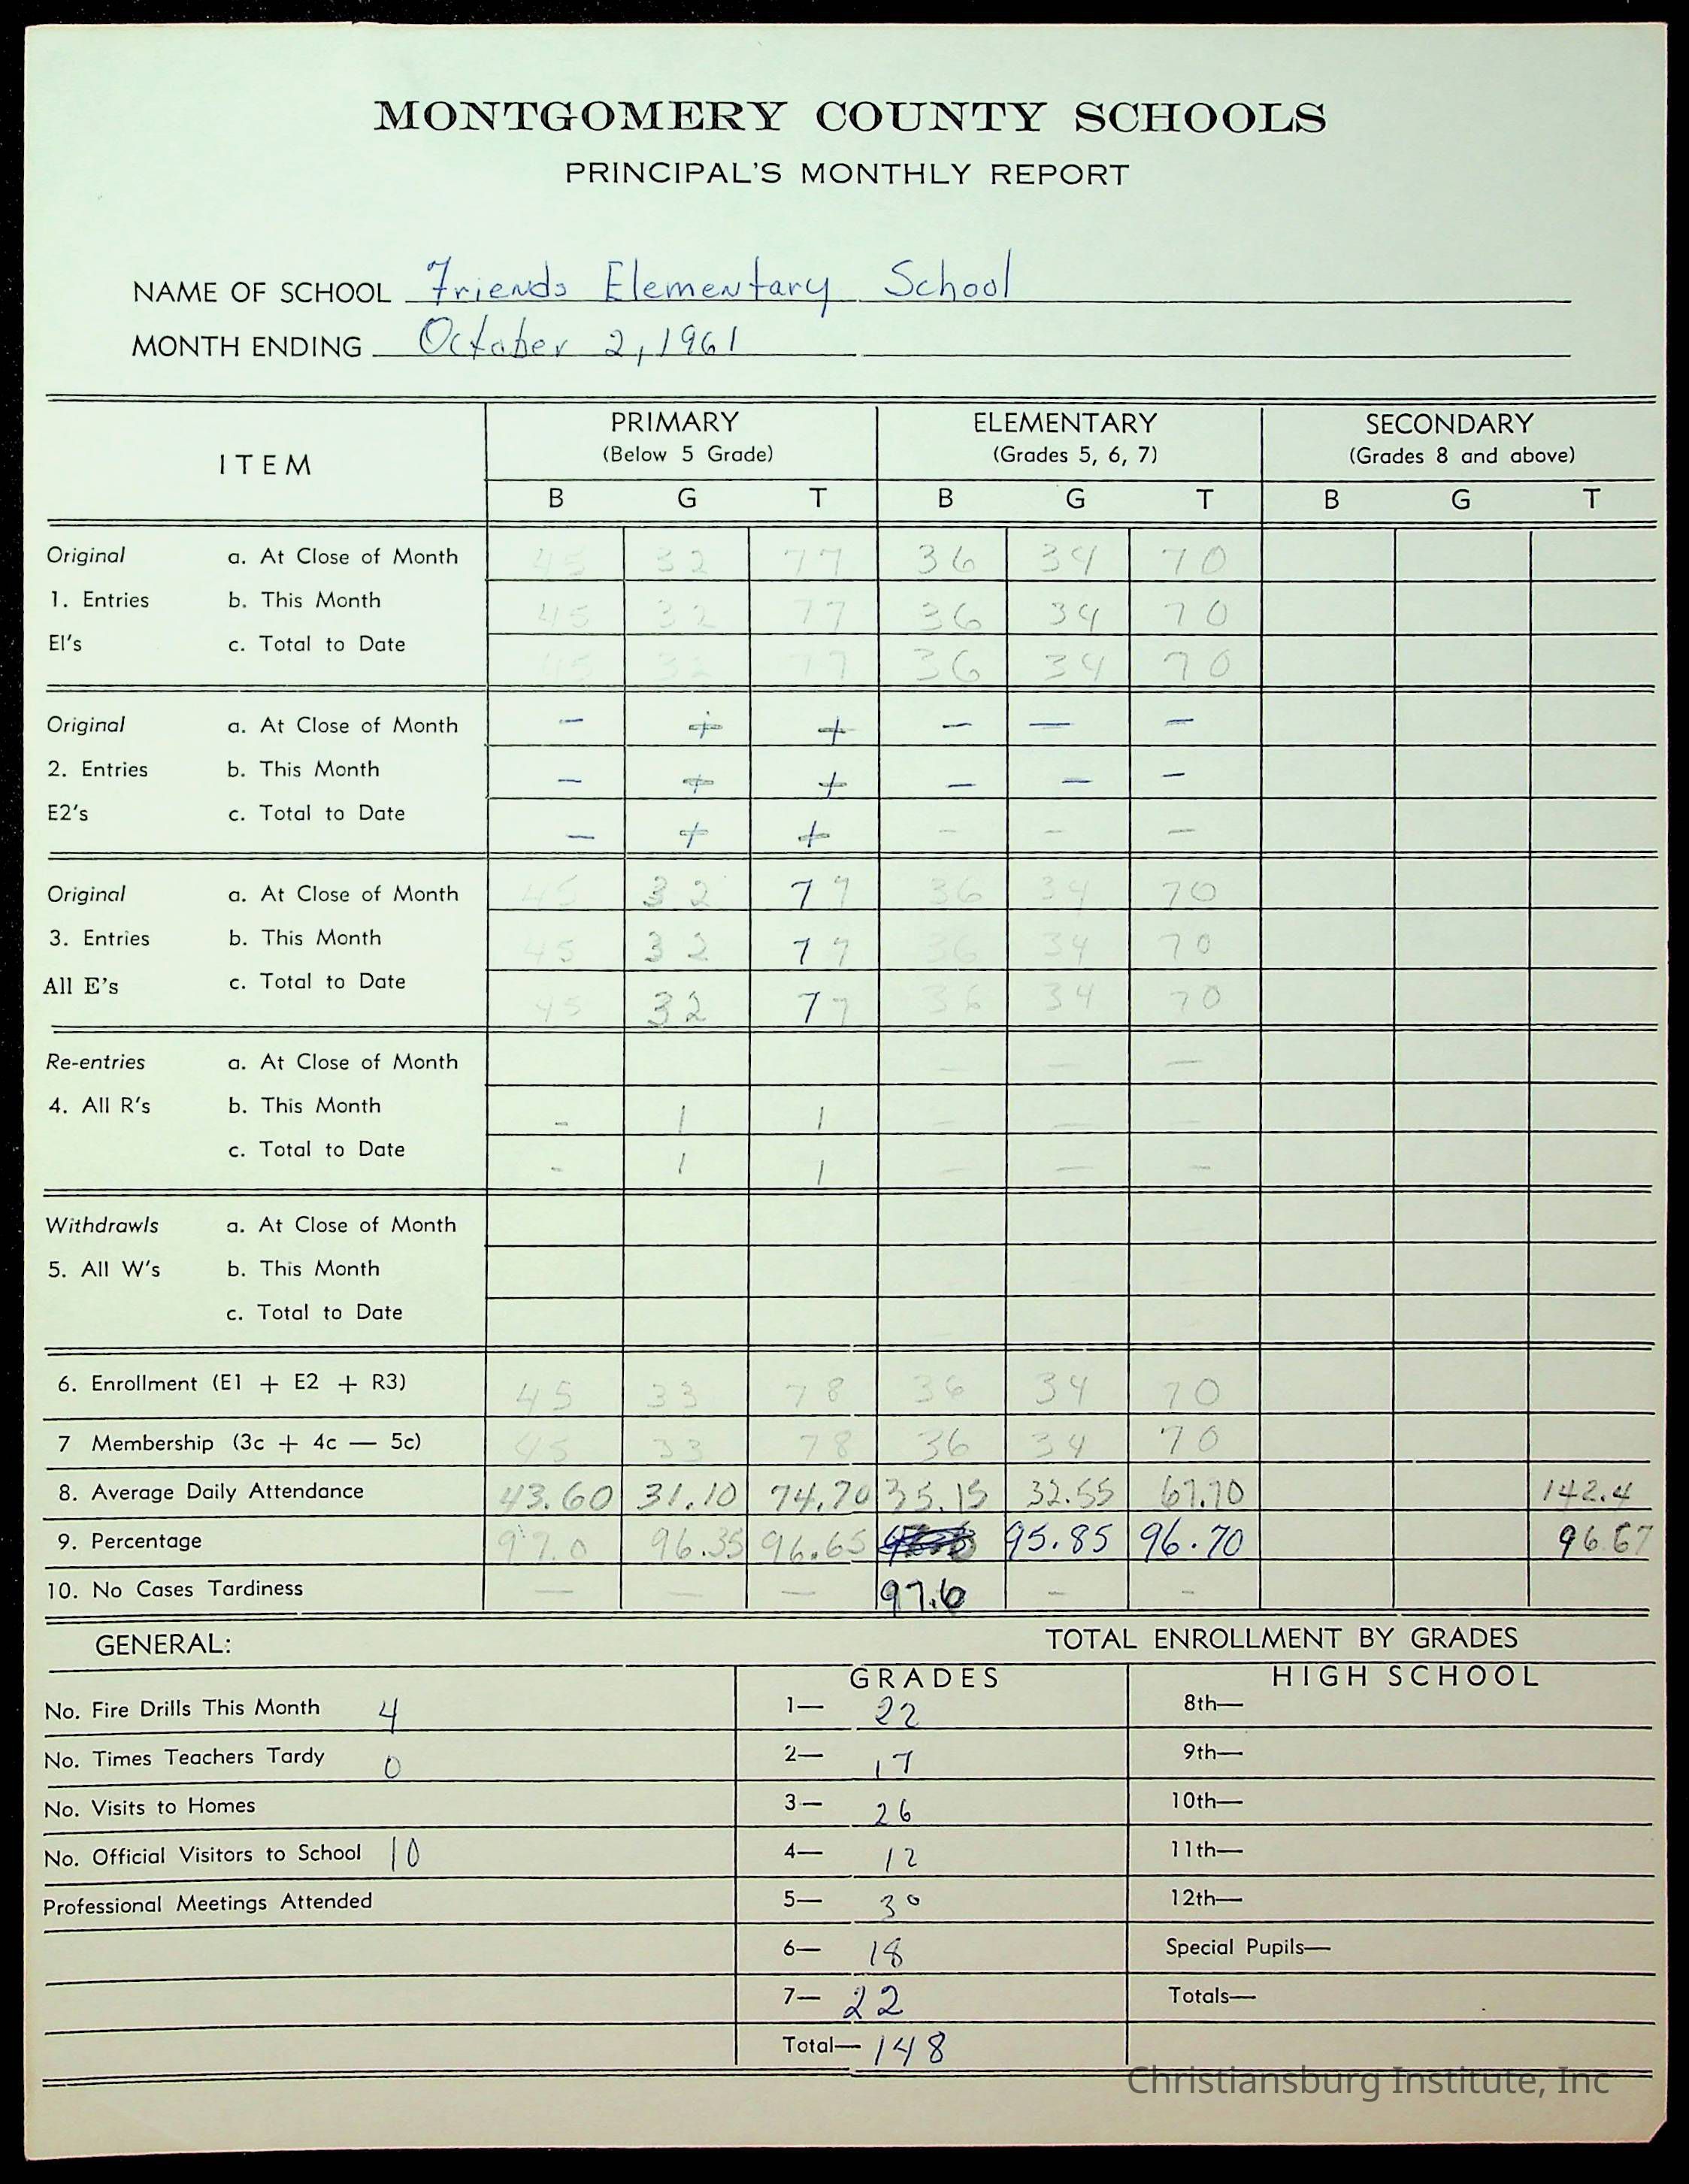 MONTGOMERY COUNTY SCHOOLS
PRINCIPAL'S MONTHLY REPORT
NAME OF SCHOOL Friends Elementary School
MONTH ENDING October 2, 1961
ITEM
PRIMARY
(Below 5 Grade)
ELEMENTARY
(Grades 5, 6, 7)
SECONDARY
(Grades 8 and above)
B G T B G T B G T
Original a. At Close of Month 45 32 77 36 34 70
1. Entries b. This Month 45 32 77 36 34 70
E1's c. Total to Date 45 32 77 36 34 70
Original a. At Close of Month — + + — — —
2. Entries b. This Month — + + — — —
E2's c. Total to Date — + + — — —
Original a. At Close of Month 45 32 77 36 34 70
3. Entries b. This Month 45 32 77 36 34 70
All E's c. Total to Date 45 32 77 36 34 70
Re-entries a. At Close of Month — — —
4. All R's b. This Month - 1 1 — — —
c. Total to Date - 1 1 — — —
Withdrawls a. At Close of Month
5. All W's b. This Month
c. Total to Date
6. Enrollment (E1 + E2 + R3) 45 33 78 36 34 70
7 Membership (3c + 4c — 5c) 45 33 78 36 34 70
8. Average Daily Attendance 43.60 31.10 74.70 35.15 32.55 67.70 142.4
9. Percentage 97.0 96.35 96.65 95.85 96.70 96.67
10. No Cases Tardiness — — — 97.6 - -
GENERAL:
TOTAL ENROLLMENT BY GRADES
GRADES
HIGH SCHOOL
No. Fire Drills This Month 4 1— 22 8th—
No. Times Teachers Tardy 0 2— 17 9th—
No. Visits to Homes 3— 26 10th—
No. Official Visitors to School 10 4— 12 11th—
Professional Meetings Attended 5— 30 12th—
6— 18 Special Pupils—
7— 22 Totals—
Total— 148
Christiansburg Institute, Inc